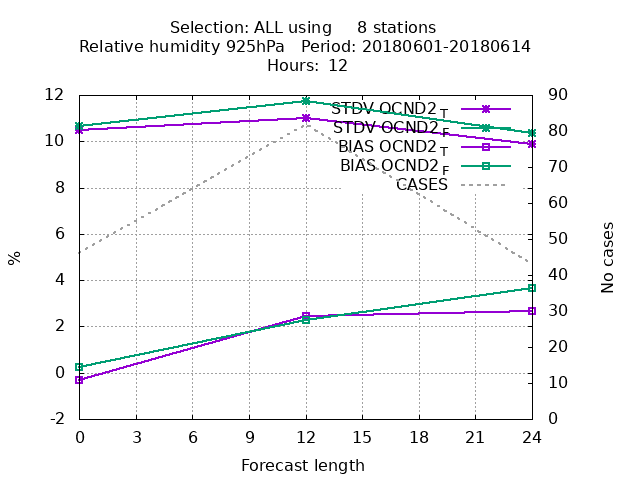 Selection: ALL using     8 stations
Relative humidity 925hPa   Period: 20180601-20180614
Hours: 12
12
10
8
6
4
2
0
-2
%
90
80
70
60
50
40
30
20
10
0
No cases
STDV OCND2 T
STDV OCND2 F
BIAS OCND2 T
BIAS OCND2 F
CASES
0 3 6 9 12 15 18 21 24
Forecast length